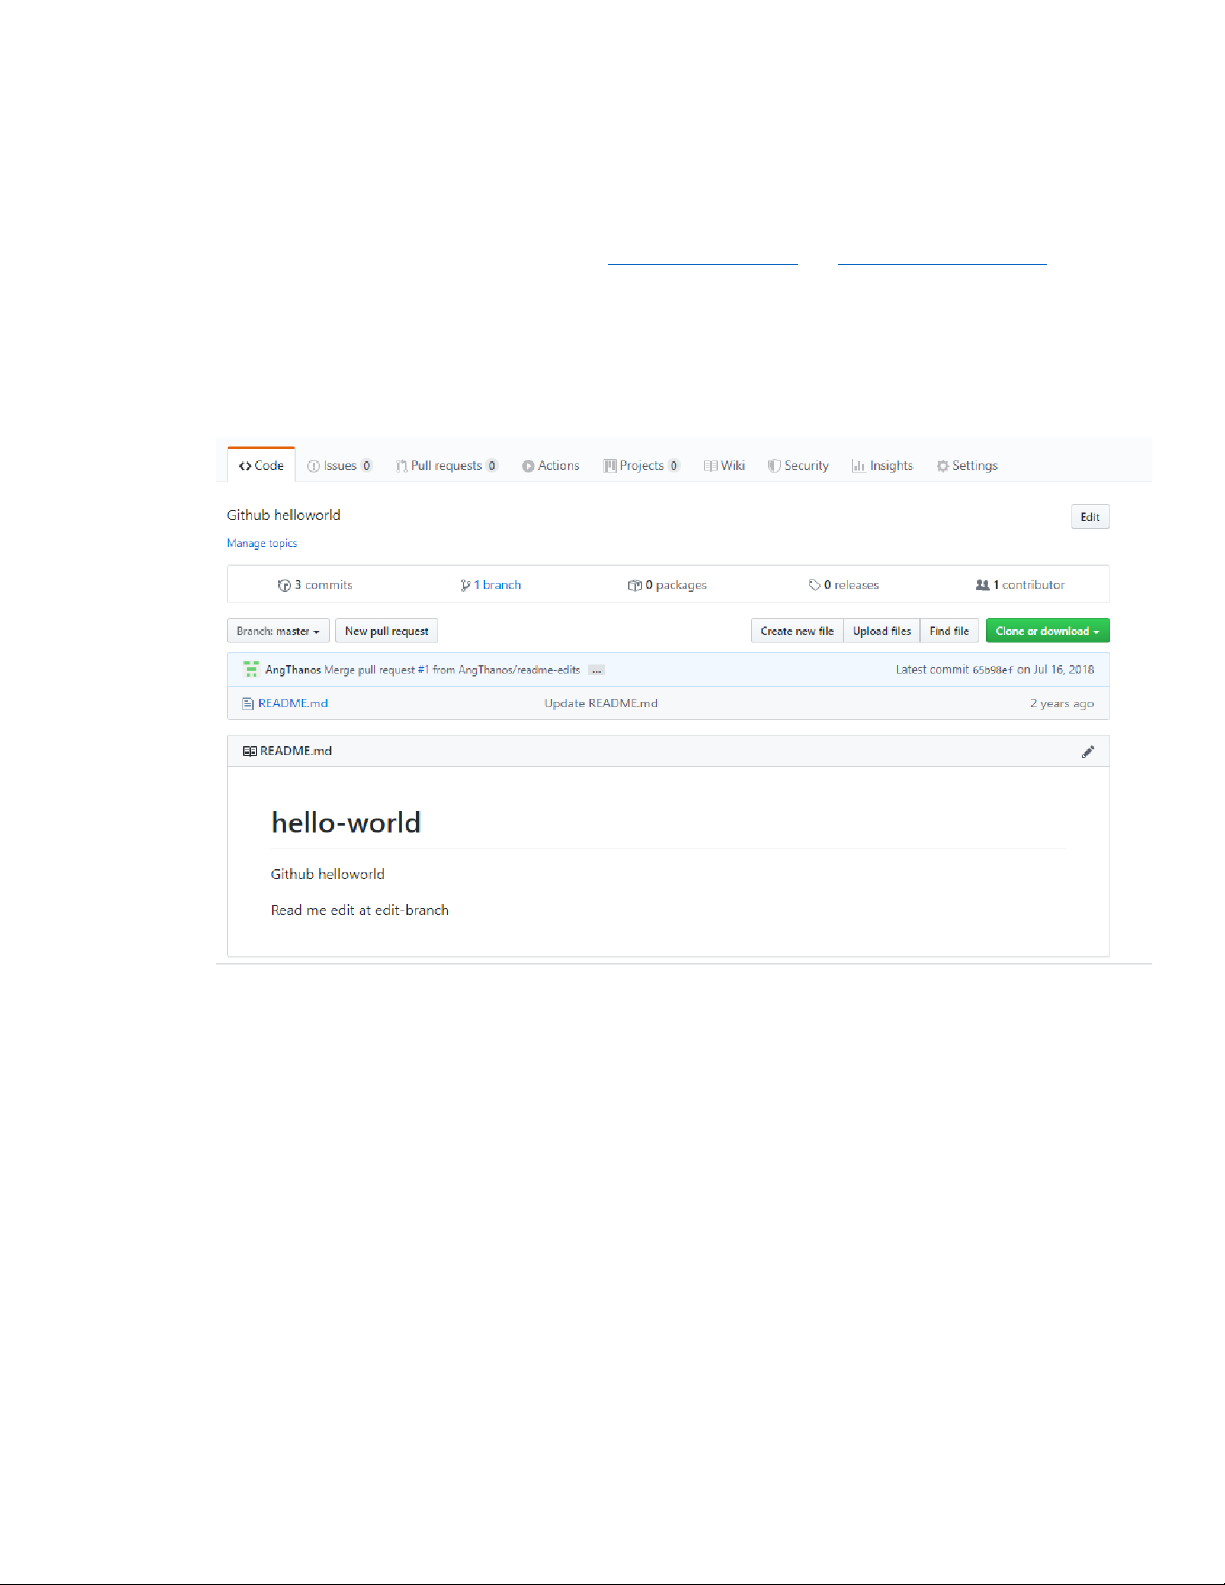 Code Issues 0 Pull requests 0 Actions Projects 0 Wiki Security Insights Settings
Github helloworld Edit
Manage topics
3 commits 1 branch 0 packages 0 releases 1 contributor
Branch: master New pull request Create new file Upload files Find file Clone or download
AngThanos Merge pull request #1 from AngThanos/readme-edits ... Latest commit 65b98ef on Jul 16, 2018
README.md Update README.md 2 years ago
README.md
hello-world
Github helloworld
Read me edit at edit-branch